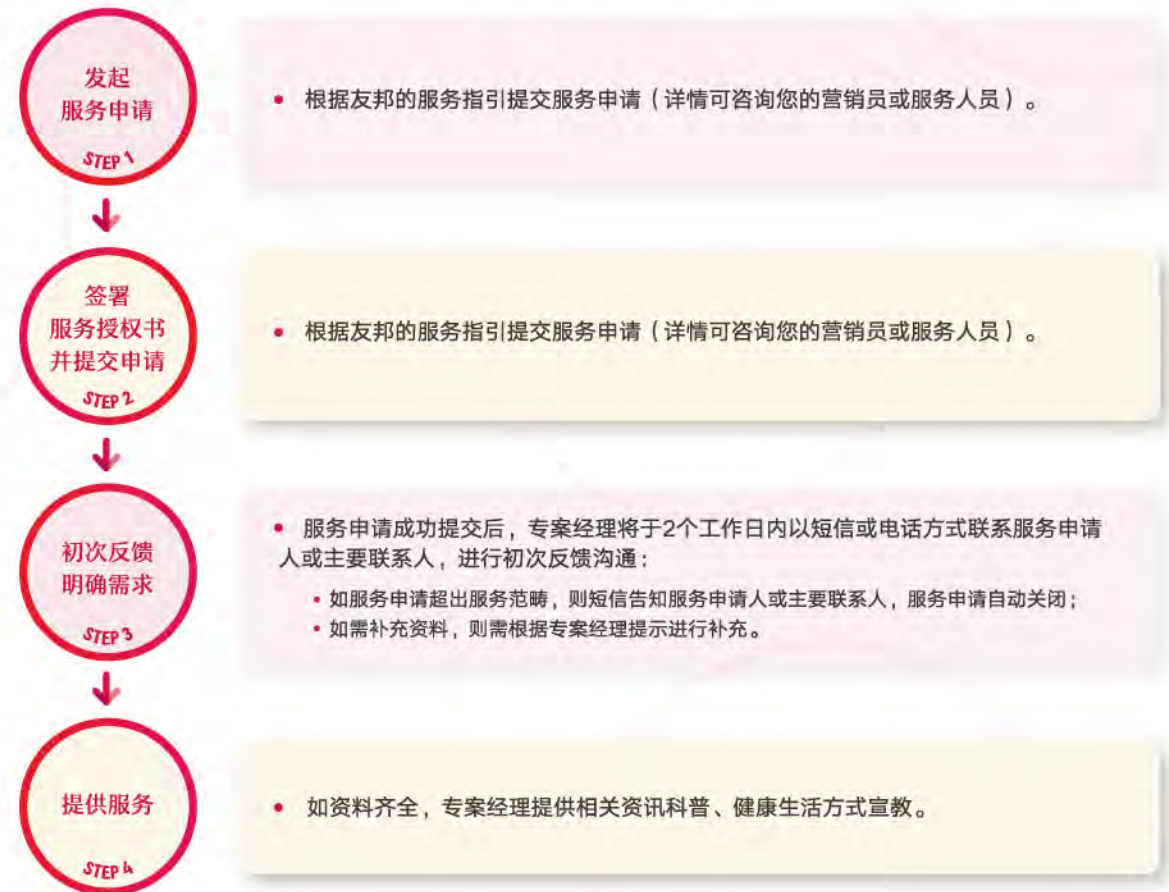 发起
服务申请
STEP 1
• 根据友邦的服务指引提交服务申请（详情可咨询您的营销员或服务人员）。
签署
服务授权书
并提交申请
STEP 2
• 根据友邦的服务指引提交服务申请（详情可咨询您的营销员或服务人员）。
初次反馈
明确需求
STEP 3
• 服务申请成功提交后，专案经理将于2个工作日内以短信或电话方式联系服务申请
人或主要联系人，进行初次反馈沟通：
• 如服务申请超出服务范畴，则短信告知服务申请人或主要联系人，服务申请自动关闭；
• 如需补充资料，则需根据专案经理提示进行补充。
提供服务
STEP 4
• 如资料齐全，专案经理提供相关资讯科普、健康生活方式宣教。